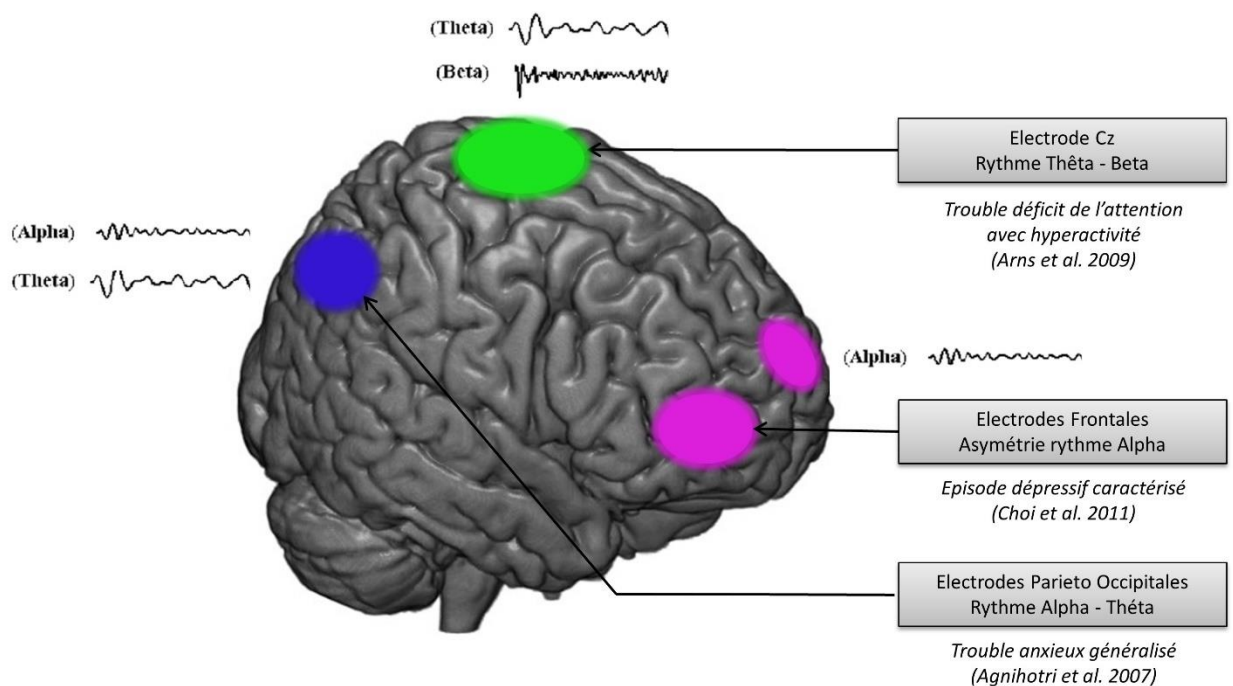 (Theta)
(Beta)
Electrode Cz
Rythme Thêta - Beta
Trouble déficit de l'attention
avec hyperactivité
(Arns et al. 2009)
(Alpha)
(Theta)
(Alpha)
Electrodes Frontales
Asymétrie rythme Alpha
Episode dépressif caractérisé
(Choi et al. 2011)
Electrodes Parieto Occipitales
Rythme Alpha - Théta
Trouble anxieux généralisé
(Agnihotri et al. 2007)